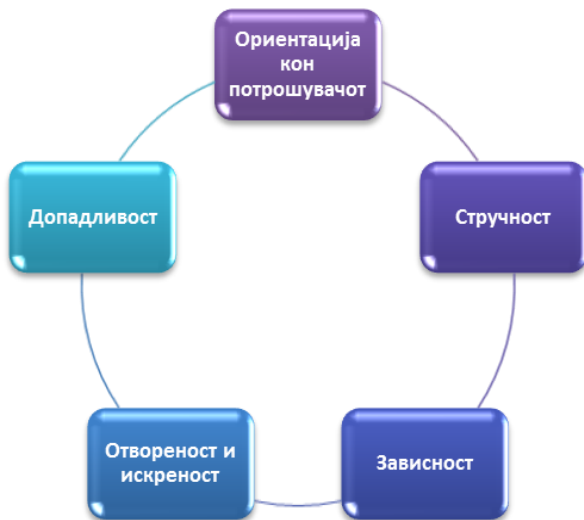 Ориентација
кон
потрошувачот
Допадливост
Стручност
Отвореност и
искреност
Зависност